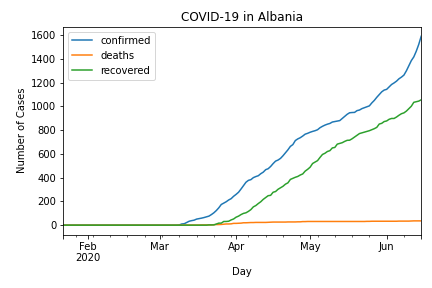 COVID-19 in Albania
confirmed
deaths
recovered
1600
1400
1200
1000
800
600
400
200
0
Number of Cases
Feb
2020
Mar
Apr
May
Jun
Day